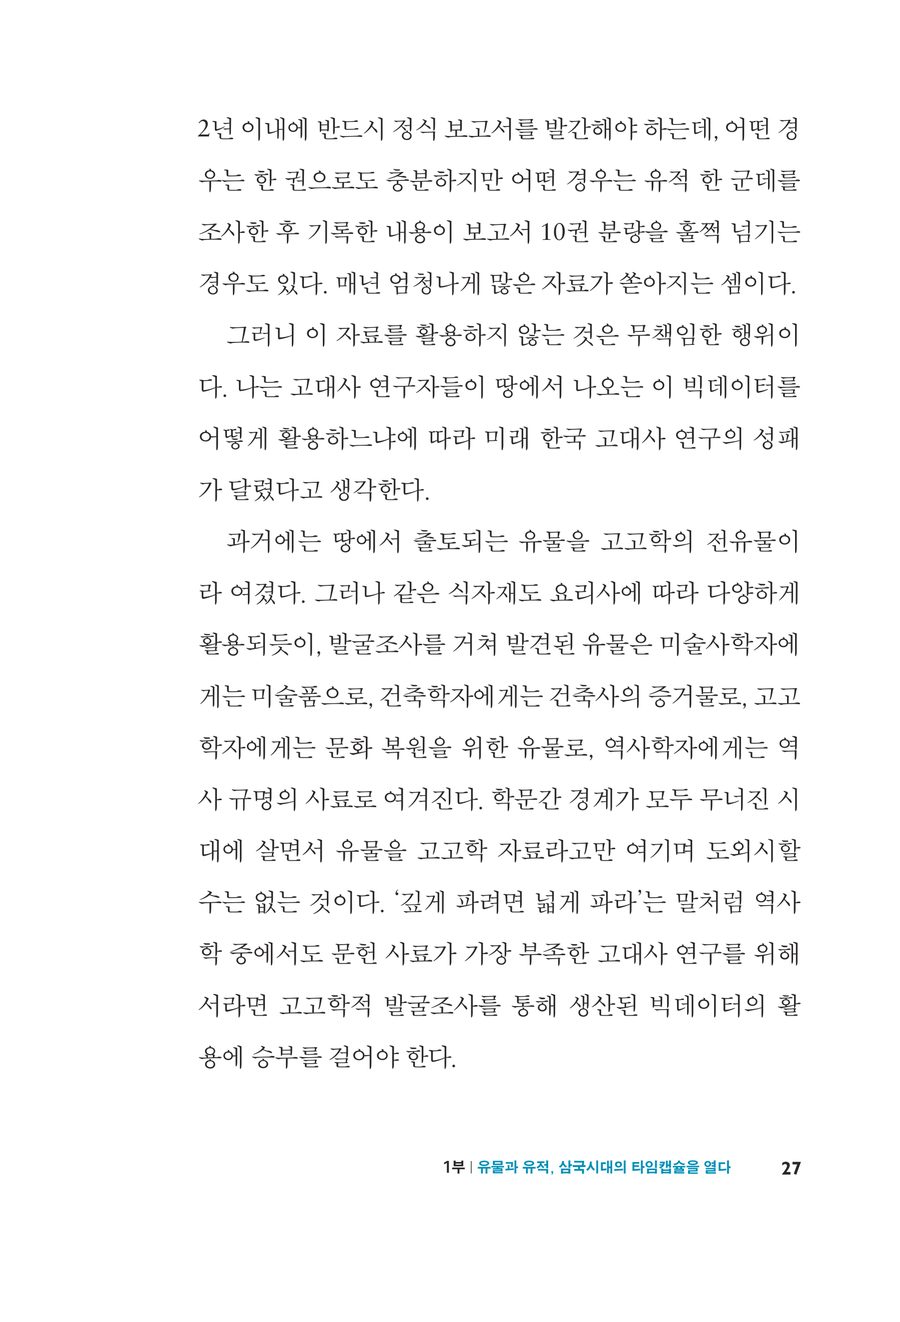 2년 이내에 반드시 정식 보고서를 발간해야 하는데, 어떤 경
우는 한 권으로도 충분하지만 어떤 경우는 유적 한 군데를
조사한 후 기록한 내용이 보고서 10권 분량을 훌쩍 넘기는
경우도 있다. 매년 엄청나게 많은 자료가 쏟아지는 셈이다.
그러니 이 자료를 활용하지 않는 것은 무책임한 행위이
다. 나는 고대사 연구자들이 땅에서 나오는 이 빅데이터를
어떻게 활용하느냐에 따라 미래 한국 고대사 연구의 성패
가 달렸다고 생각한다.
과거에는 땅에서 출토되는 유물을 고고학의 전유물이
라 여겼다. 그러나 같은 식자재도 요리사에 따라 다양하게
활용되듯이, 발굴조사를 거쳐 발견된 유물은 미술사학자에
게는 미술품으로, 건축학자에게는 건축사의 증거물로, 고고
학자에게는 문화 복원을 위한 유물로, 역사학자에게는 역
사 규명의 사료로 여겨진다. 학문간 경계가 모두 무너진 시
대에 살면서 유물을 고고학 자료라고만 여기며 도외시할
수는 없는 것이다. ‘깊게 파려면 넓게 파라’는 말처럼 역사
학 중에서도 문헌 사료가 가장 부족한 고대사 연구를 위해
서라면 고고학적 발굴조사를 통해 생산된 빅데이터의 활
용에 승부를 걸어야 한다.
1부 | 유물과 유적, 삼국시대의 타임캡슐을 열다 27